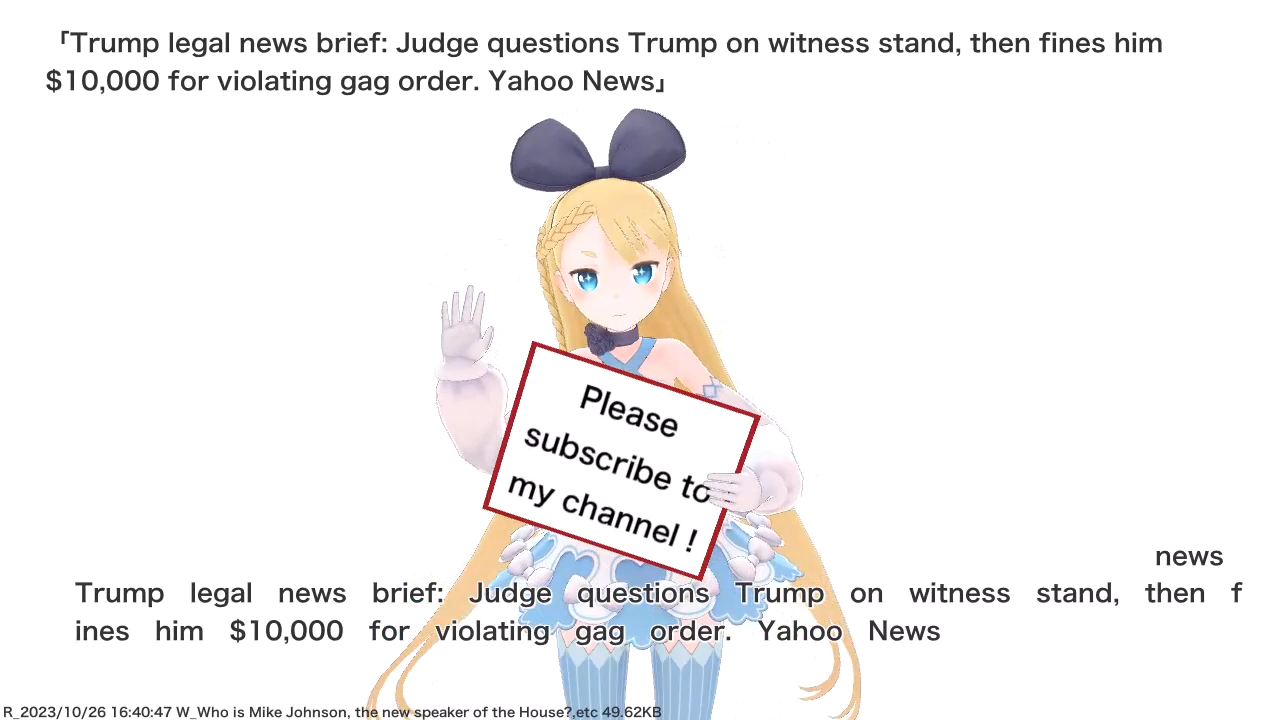 「Trump legal news brief: Judge questions Trump on witness stand, then fines him
$10,000 for violating gag order. Yahoo News」
Please
subscribe to
my channel !
news
Trump legal news brief: Judge questions Trump on witness stand, then f
ines him $10,000 for violating gag order. Yahoo News
R_2023/10/26 16:40:47 W_Who is Mike Johnson, the new speaker of the House?,etc 49.62KB